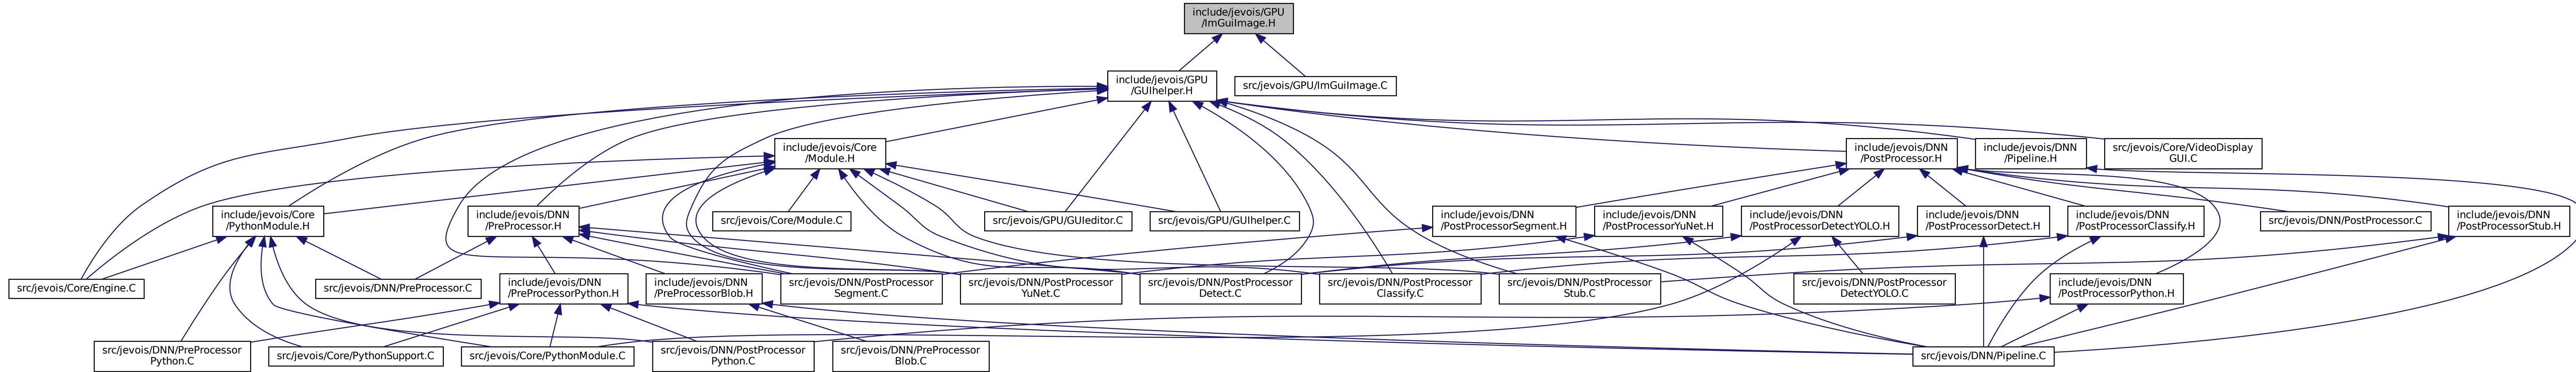 include/jevois/GPU
/ImGuiImage.H
include/jevois/GPU
/GUIhelper.H
src/jevois/GPU/ImGuiImage.C
include/jevois/Core
/Module.H
include/jevois/DNN
/PostProcessor.H
include/jevois/DNN
/Pipeline.H
src/jevois/Core/VideoDisplay
GUI.C
include/jevois/Core
/PythonModule.H
include/jevois/DNN
/PreProcessor.H
src/jevois/Core/Module.C
src/jevois/GPU/GUIeditor.C
src/jevois/GPU/GUIhelper.C
include/jevois/DNN
/PostProcessorSegment.H
include/jevois/DNN
/PostProcessorYuNet.H
include/jevois/DNN
/PostProcessorDetectYOLO.H
include/jevois/DNN
/PostProcessorDetect.H
include/jevois/DNN
/PostProcessorClassify.H
src/jevois/DNN/PostProcessor.C
include/jevois/DNN
/PostProcessorStub.H
src/jevois/Core/Engine.C
src/jevois/DNN/PreProcessor.C
include/jevois/DNN
/PreProcessorPython.H
include/jevois/DNN
/PreProcessorBlob.H
src/jevois/DNN/PostProcessor
Segment.C
src/jevois/DNN/PostProcessor
YuNet.C
src/jevois/DNN/PostProcessor
Detect.C
src/jevois/DNN/PostProcessor
Classify.C
src/jevois/DNN/PostProcessor
Stub.C
src/jevois/DNN/PostProcessor
DetectYOLO.C
include/jevois/DNN
/PostProcessorPython.H
src/jevois/DNN/PreProcessor
Python.C
src/jevois/Core/PythonSupport.C
src/jevois/Core/PythonModule.C
src/jevois/DNN/PostProcessor
Python.C
src/jevois/DNN/PreProcessor
Blob.C
src/jevois/DNN/Pipeline.C